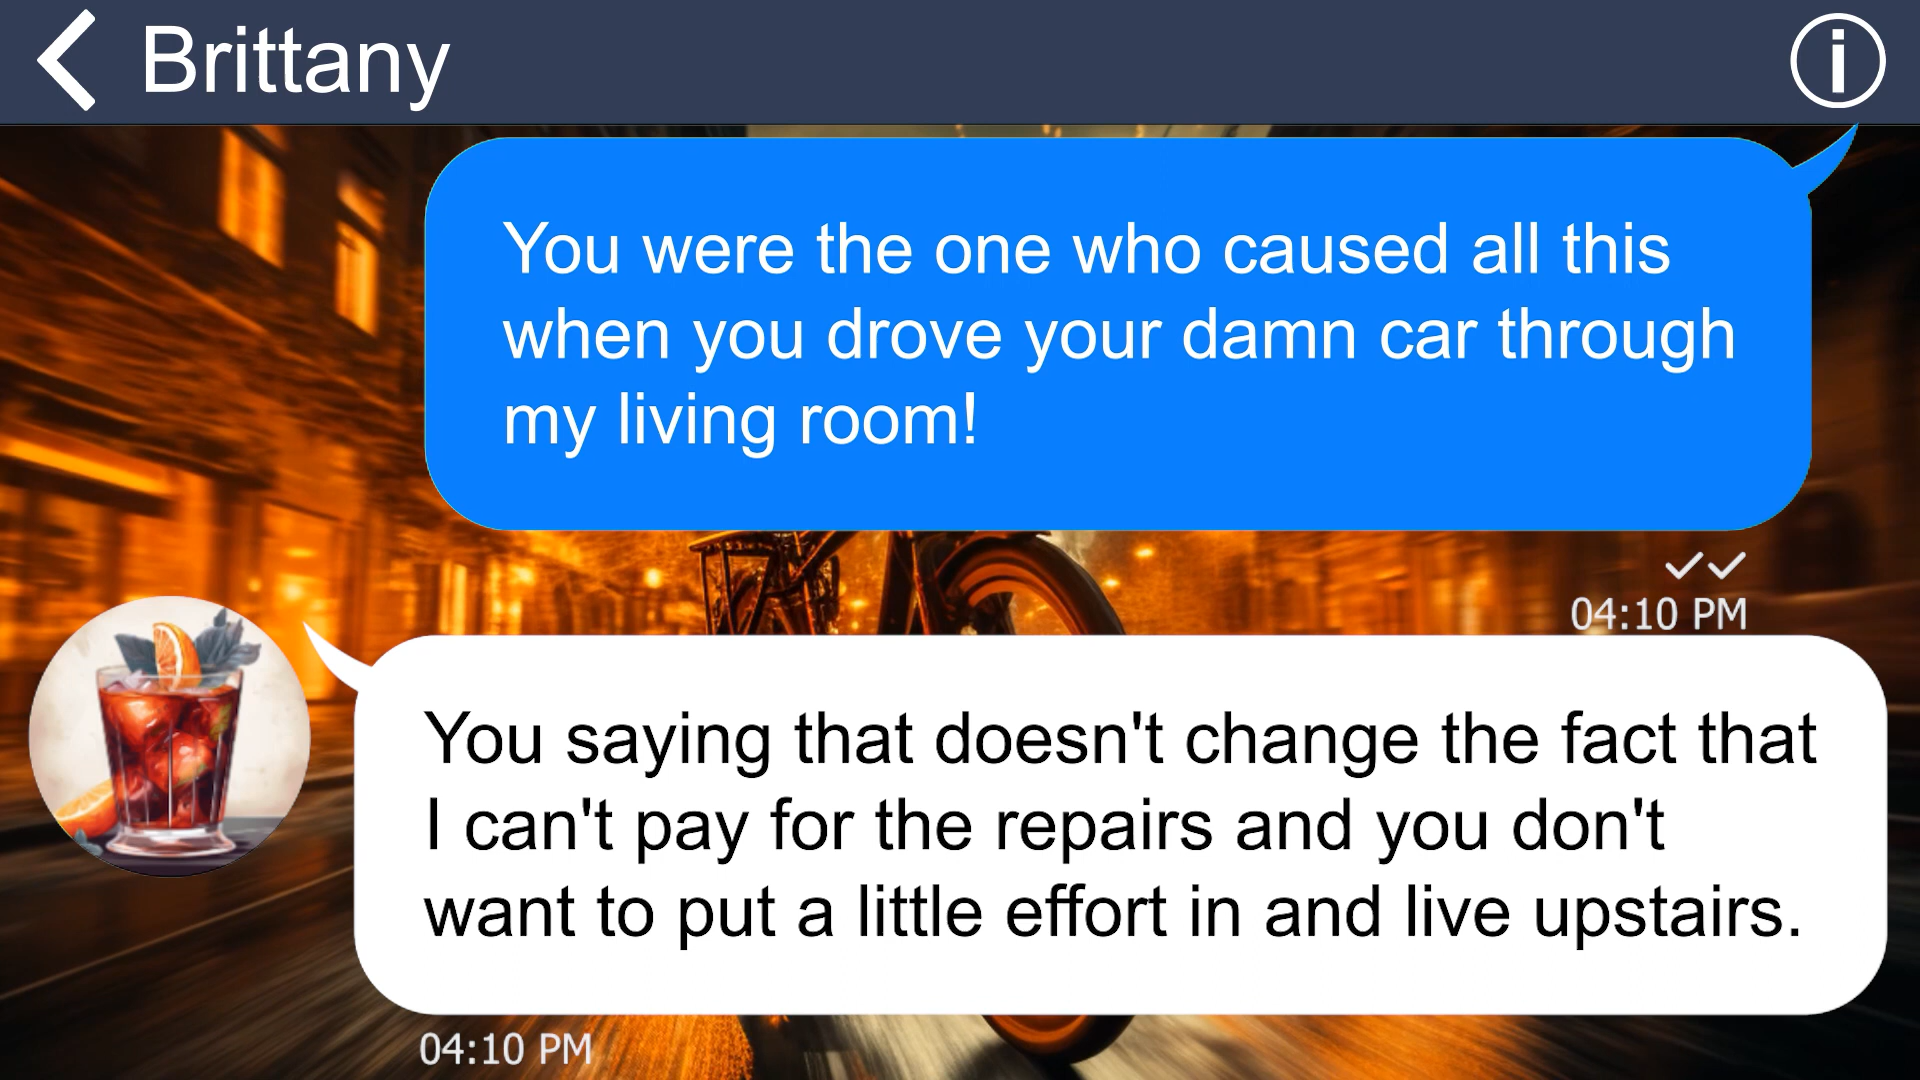 Brittany
You were the one who caused all this
when you drove your damn car through
my living room!
04:10 PM
You saying that doesn't change the fact that
I can't pay for the repairs and you don't
want to put a little effort in and live upstairs.
04:10 PM